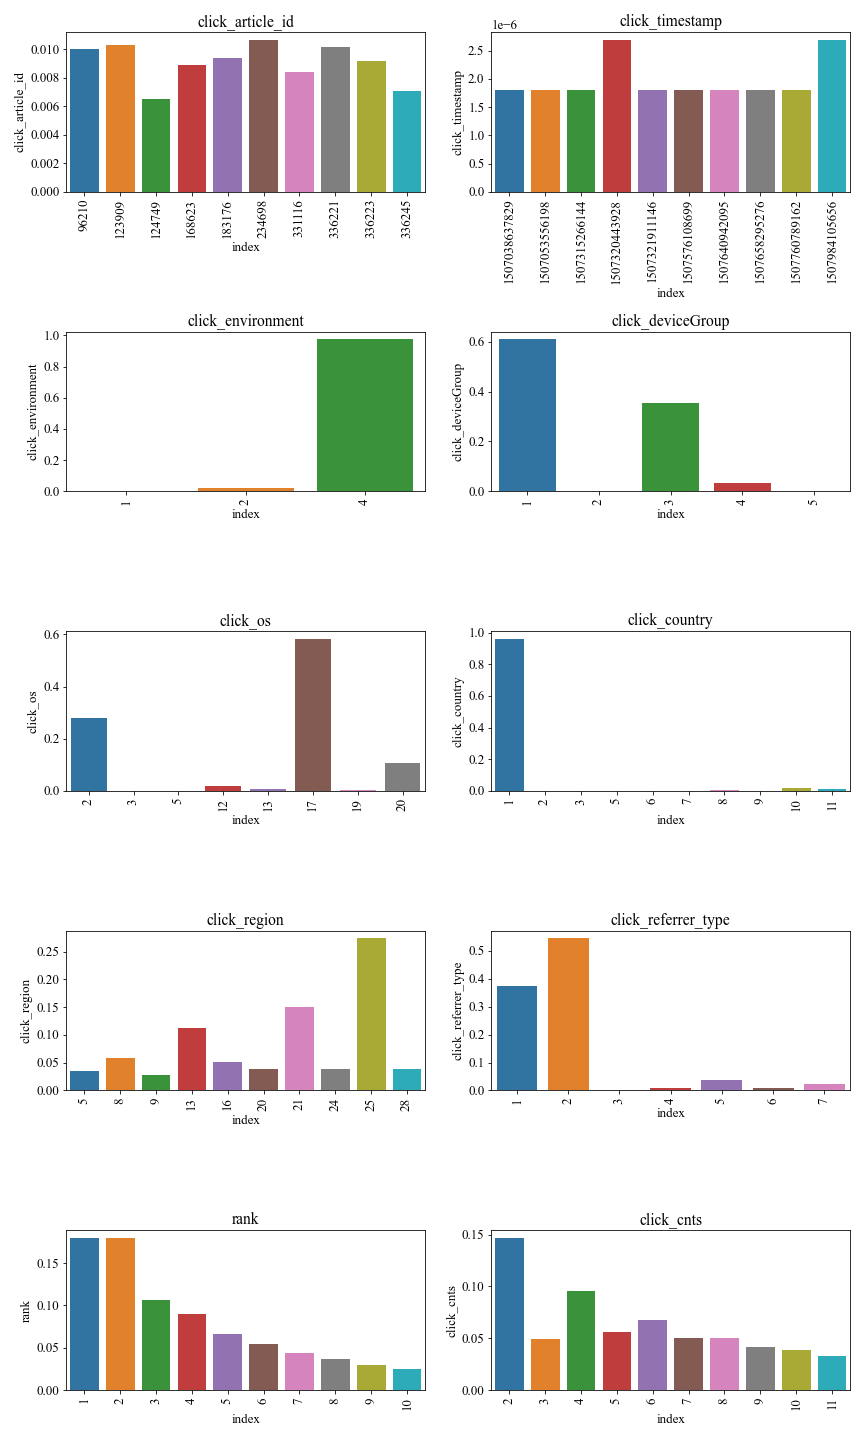 click_article_id
click_article_id
0.010
0.008
0.006
0.004
0.002
0.000
96210 123909 124749 168623 183176 234698 331116 336221 336223 336245
index
click_timestamp
1e−6
click_timestamp
2.5
2.0
1.5
1.0
0.5
0.0
1507038637829 1507053556198 1507315266144 1507320443928 1507321911146 1507576108699 1507640942095 1507658295276 1507760789162 1507984105656
index
click_environment
click_environment
1.0
0.8
0.6
0.4
0.2
0.0
1 2 4
index
click_deviceGroup
click_deviceGroup
0.6
0.4
0.2
0.0
1 2 3 4 5
index
click_os
click_os
0.6
0.4
0.2
0.0
2 3 5 12 13 17 19 20
index
click_country
click_country
1.0
0.8
0.6
0.4
0.2
0.0
1 2 3 5 6 7 8 9 10 11
index
click_region
click_region
0.25
0.20
0.15
0.10
0.05
0.00
5 8 9 13 16 20 21 24 25 28
index
click_referrer_type
click_referrer_type
0.5
0.4
0.3
0.2
0.1
0.0
1 2 3 4 5 6 7
index
rank
rank
0.15
0.10
0.05
0.00
1 2 3 4 5 6 7 8 9 10
index
click_cnts
click_cnts
0.15
0.10
0.05
0.00
2 3 4 5 6 7 8 9 10 11
index